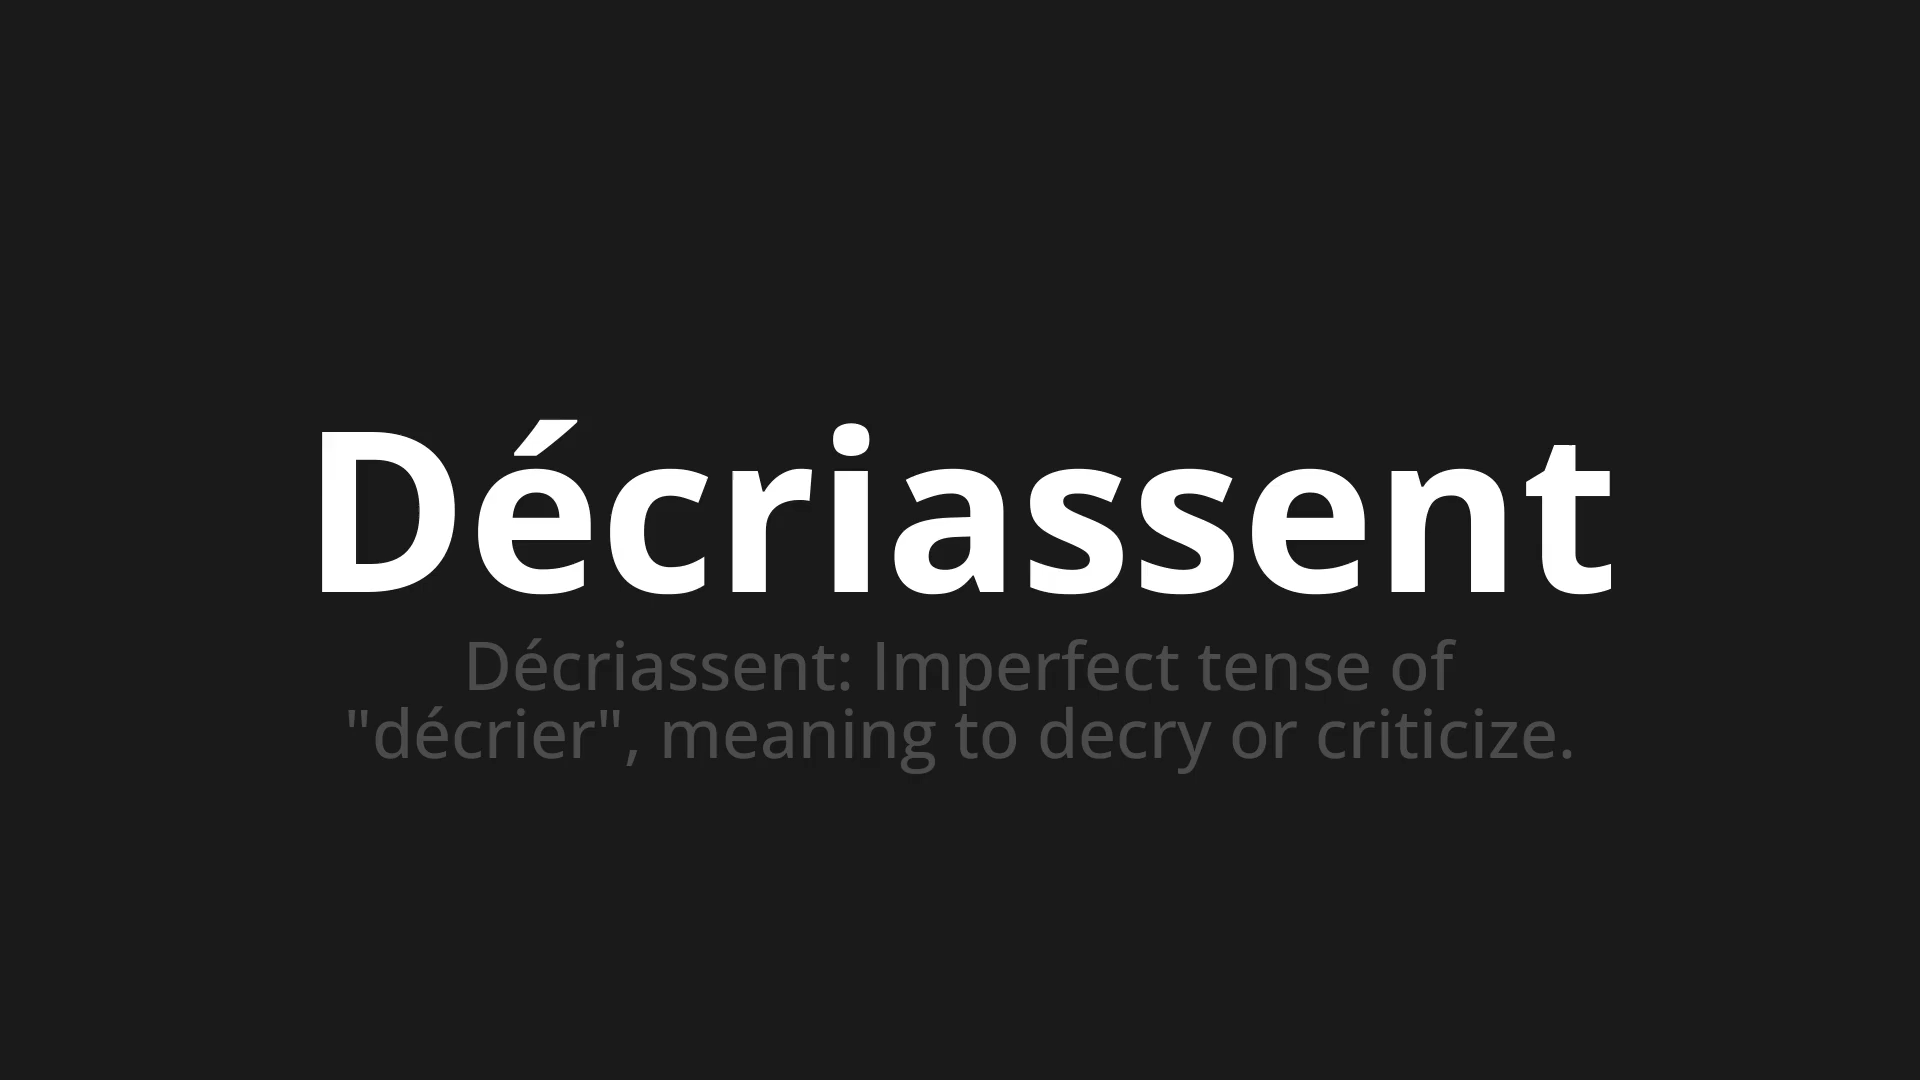 Décriassent
Décriassent: Imperfect tense of
"décrier", meaning to decry or criticize.